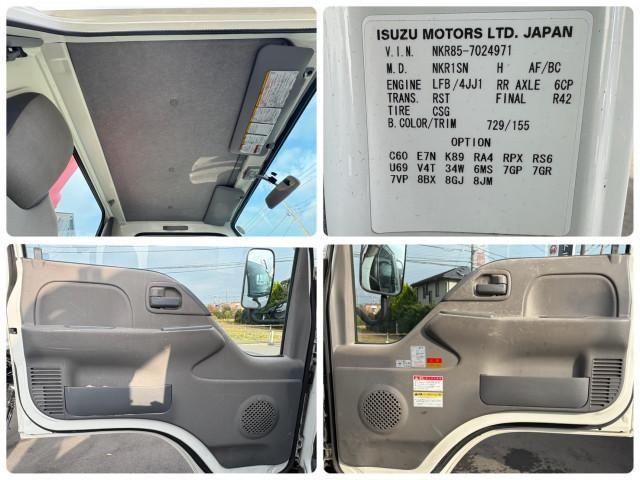 ISUZU MOTORS LTD. JAPAN
V.I.N. NKR85-7024971
M.D. NKR1SN H AF/BC
ENGINE LFB/4JJ1 RR AXLE 6CP
TRANS. RST FINAL R42
TIRE CSG
B.COLOR/TRIM 729/155
OPTION
C60 E7N K89 RA4 RPX RS6
U69 V4T 34W 6MS 7GP 7GR
7VP 8BX 8GJ 8JM